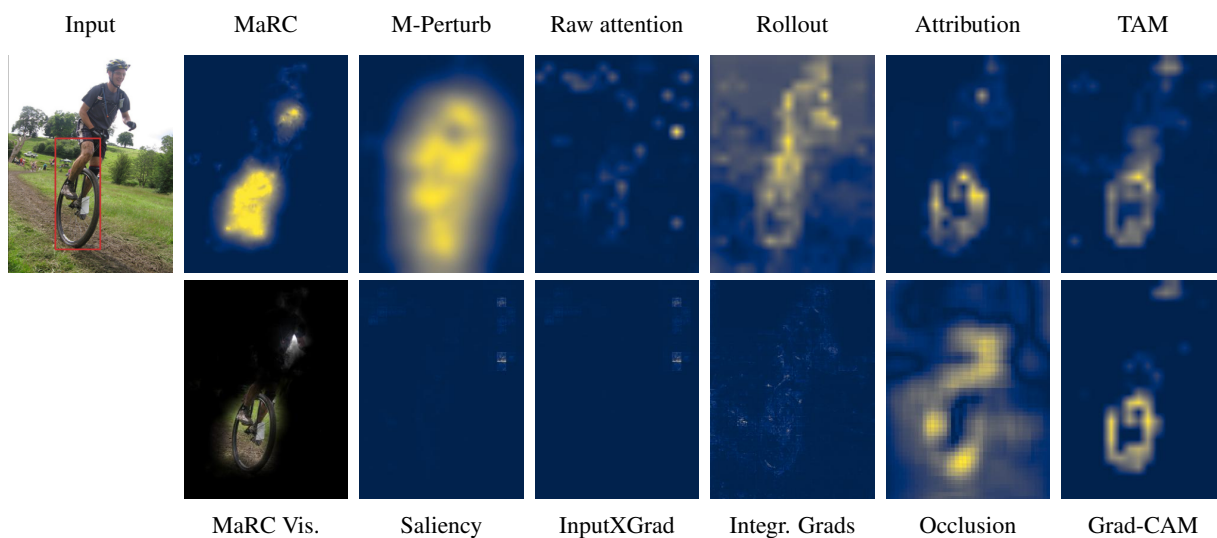 Input MaRC M-Perturb Raw attention Rollout Attribution TAM
MaRC Vis. Saliency InputXGrad Integr. Grads Occlusion Grad-CAM